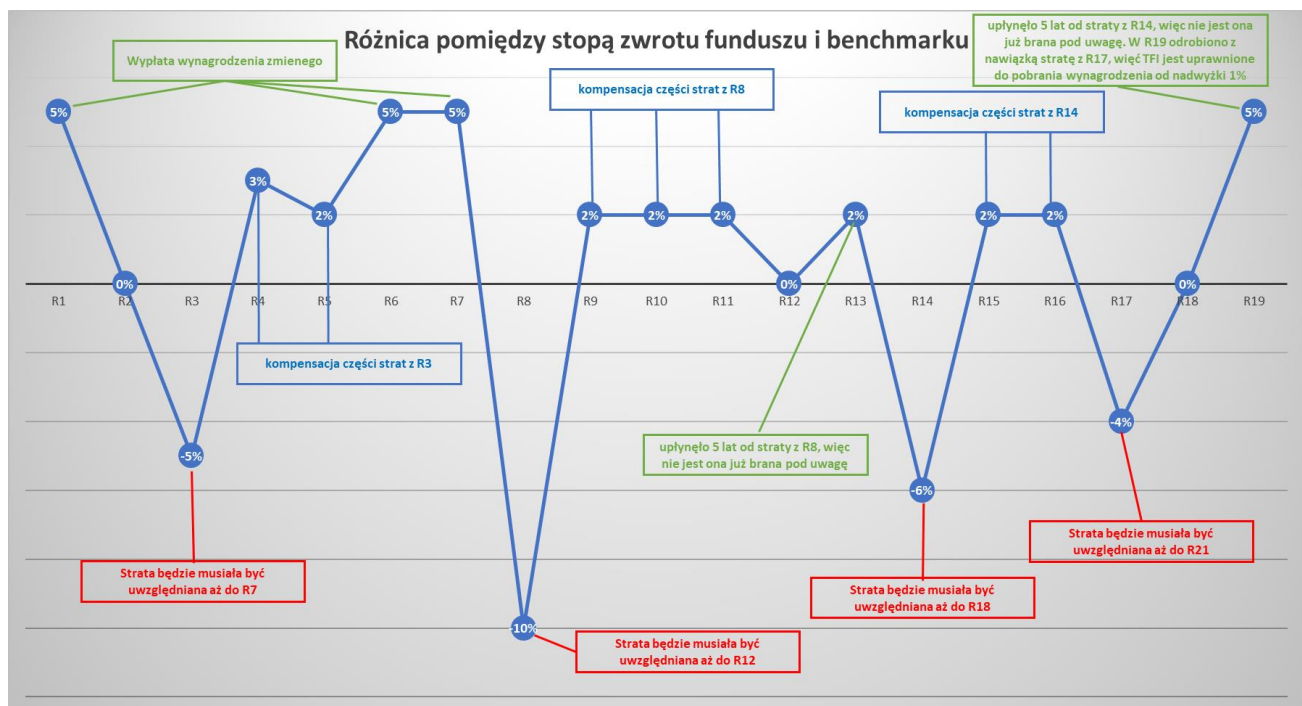 Różnica pomiędzy stopą zwrotu funduszu i benchmarku
Wypłata wynagrodzenia zmienego
kompensacja części strat z R8
kompensacja części strat z R14
upłynęło 5 lat od straty z R14, więc nie jest ona
już brana pod uwagę. W R19 odrobiono z
nawiązką stratę z R17, więć TFI jest uprawnione
do pobrania wynagrodzenia od nadwyżki 1%
5%
0%
-5%
3%
2%
5%
5%
-10%
2%
2%
2%
0%
2%
-6%
2%
2%
-4%
0%
5%
R1
R2
R3
R4
R5
R6
R7
R8
R9
R10
R11
R12
R13
R14
R15
R16
R17
R18
R19
kompensacja części strat z R3
upłynęło 5 lat od straty z R8, więc
nie jest ona już brana pod uwagę
Strata będzie musiała być
uwzględniana aż do R7
Strata będzie musiała być
uwzględniana aż do R12
Strata będzie musiała być
uwzględniana aż do R18
Strata będzie musiała być
uwzględniana aż do R21